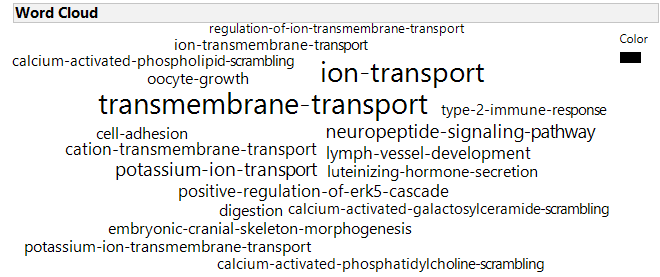 Word Cloud
regulation-of-ion-transmembrane-transport
Color
ion-transmembrane-transport
calcium-activated-phospholipid-scrambling
ion-transport
oocyte-growth
transmembrane-transport
type-2-immune-response
cell-adhesion
neuropeptide-signaling-pathway
cation-transmembrane-transport
lymph-vessel-development
potassium-ion-transport
luteinizing-hormone-secretion
positive-regulation-of-erk5-cascade
digestion
calcium-activated-galactosylceramide-scrambling
embryonic-cranial-skeleton-morphogenesis
potassium-ion-transmembrane-transport
calcium-activated-phosphatidylcholine-scrambling